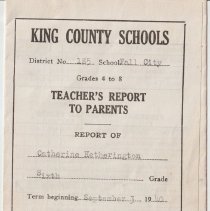 KING COUNTY SCHOOLS
District No. 185 School Fall City
Grades 4 to 8
TEACHER'S REPORT
TO PARENTS
REPORT OF
Catherine Hetherington
Sixth Grade
Term beginning September 3, 19